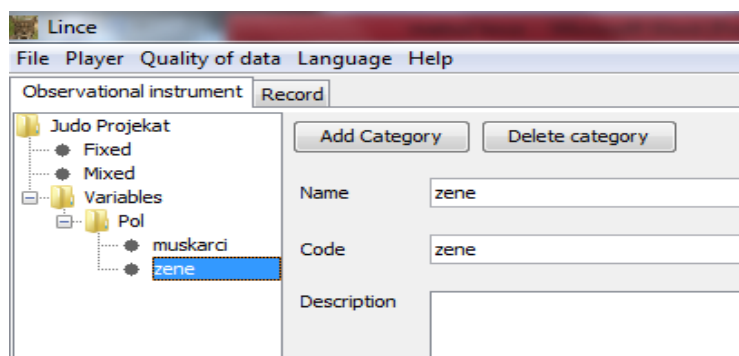 Lince
File Player Quality of data Language Help
Observational instrument Record
Judo Projekat
Fixed
Mixed
Variables
Pol
muskarci
zene
Add Category Delete category
Name zene
Code zene
Description